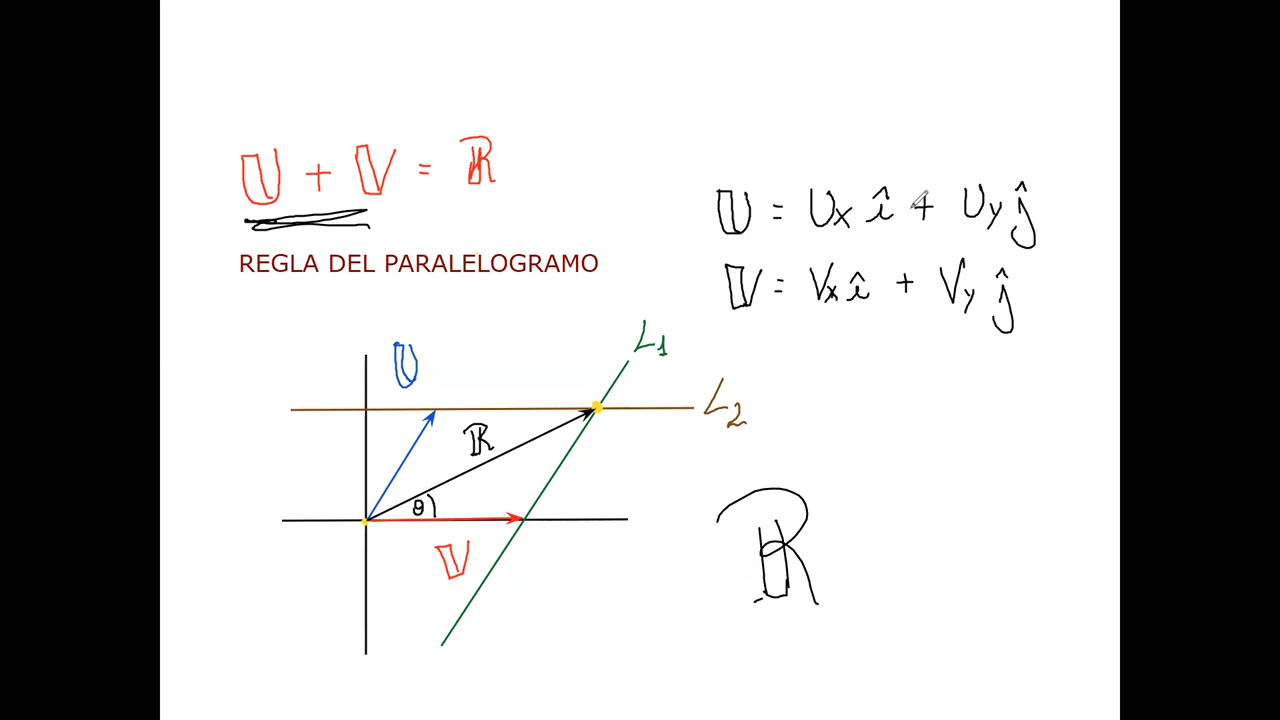 𝕌 + 𝕍 = ℝ
REGLA DEL PARALELOGRAMO
𝕌 = Ux î + Uy ĵ
𝕍 = Vx î + Vy ĵ
L1
𝕌
L2
ℝ
θ
𝕍
ℝ